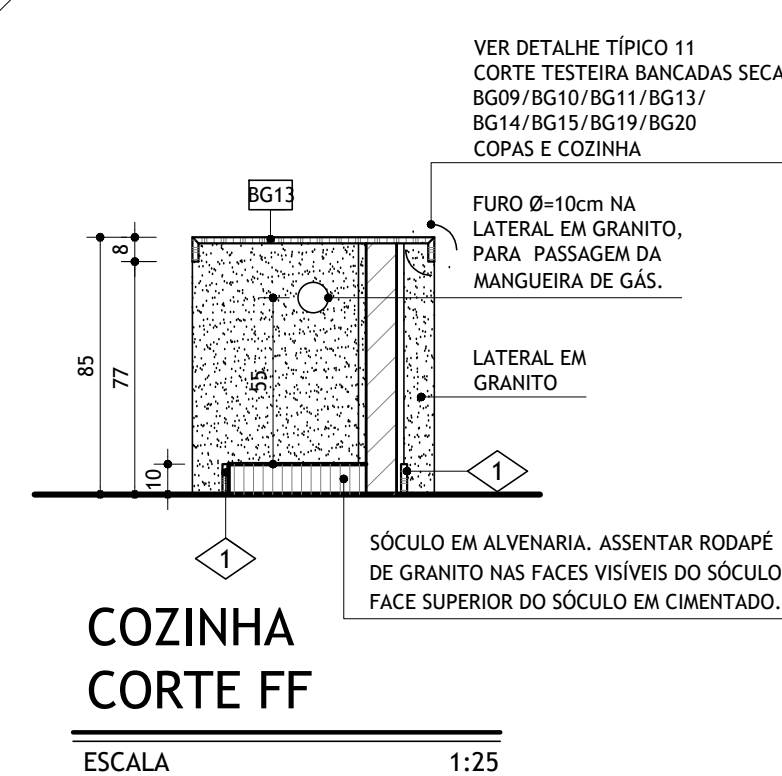 VER DETALHE TÍPICO 11
CORTE TESTEIRA BANCADAS SECA
BG09/BG10/BG11/BG13/
BG14/BG15/BG19/BG20
COPAS E COZINHA
BG13
FURO Ø=10cm NA
LATERAL EM GRANITO,
PARA PASSAGEM DA
MANGUEIRA DE GÁS.
8
85
77
55
LATERAL EM
GRANITO
10
1
1
SÓCULO EM ALVENARIA. ASSENTAR RODAPÉ
DE GRANITO NAS FACES VISÍVEIS DO SÓCULO
FACE SUPERIOR DO SÓCULO EM CIMENTADO.
COZINHA
CORTE FF
ESCALA 1:25